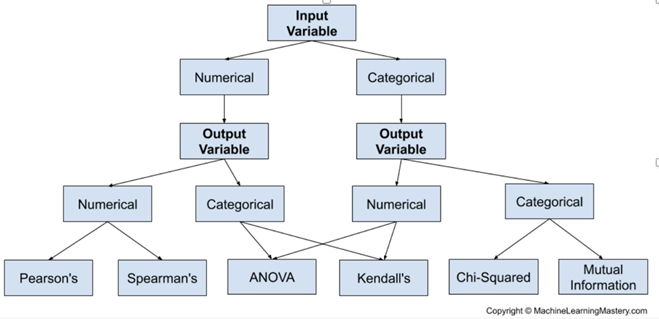 Input
Variable
Numerical
Categorical
Output
Variable
Output
Variable
Numerical
Categorical
Numerical
Categorical
Pearson's
Spearman's
ANOVA
Kendall's
Chi-Squared
Mutual
Information
Copyright © MachineLearningMastery.com